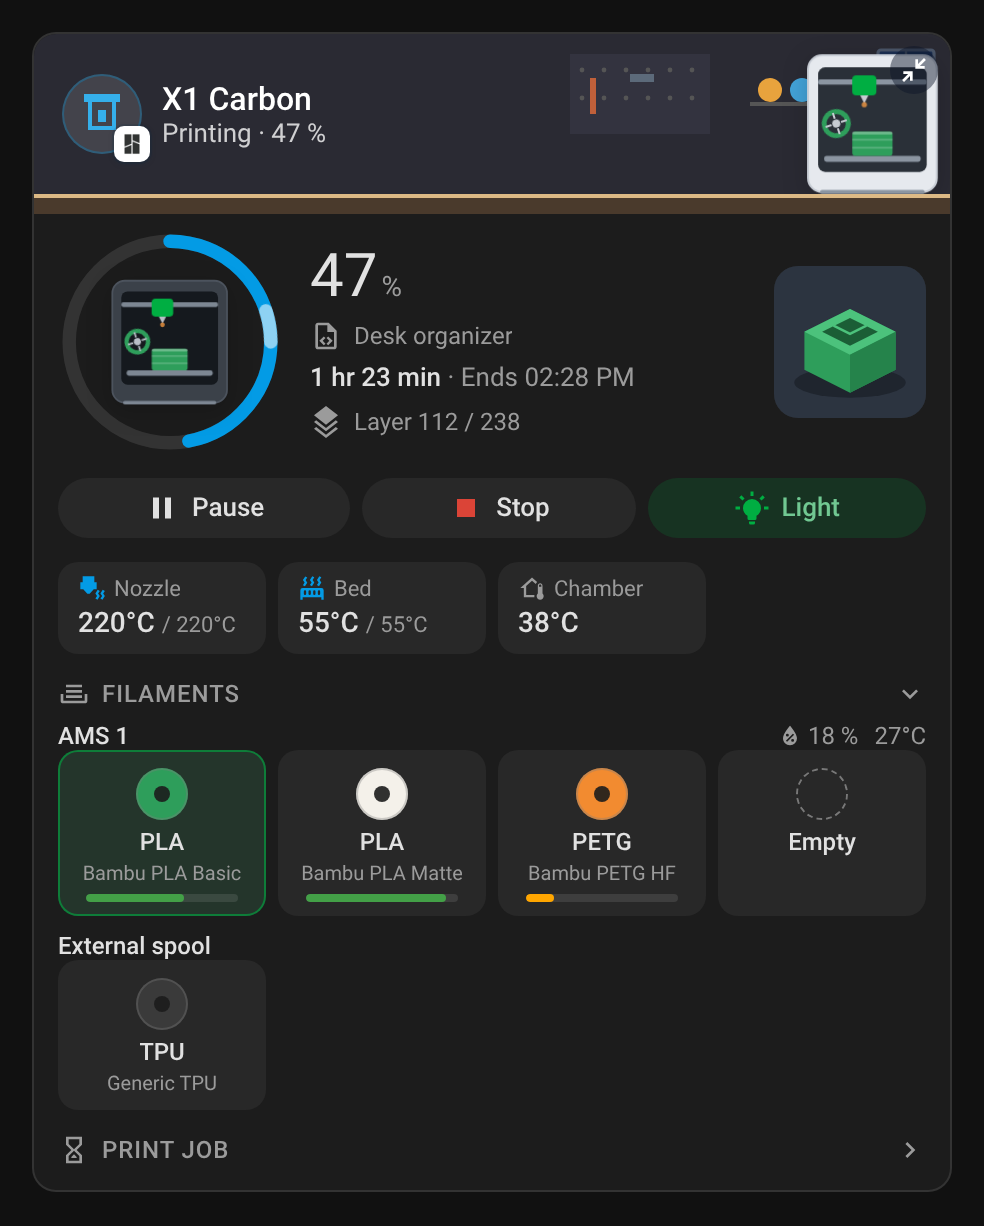 X1 Carbon
Printing · 47 %
47 %
Desk organizer
1 hr 23 min · Ends 02:28 PM
Layer 112 / 238
Pause
Stop
Light
Nozzle
220°C / 220°C
Bed
55°C / 55°C
Chamber
38°C
FILAMENTS
AMS 1
18 % 27°C
PLA
Bambu PLA Basic
PLA
Bambu PLA Matte
PETG
Bambu PETG HF
Empty
External spool
TPU
Generic TPU
PRINT JOB